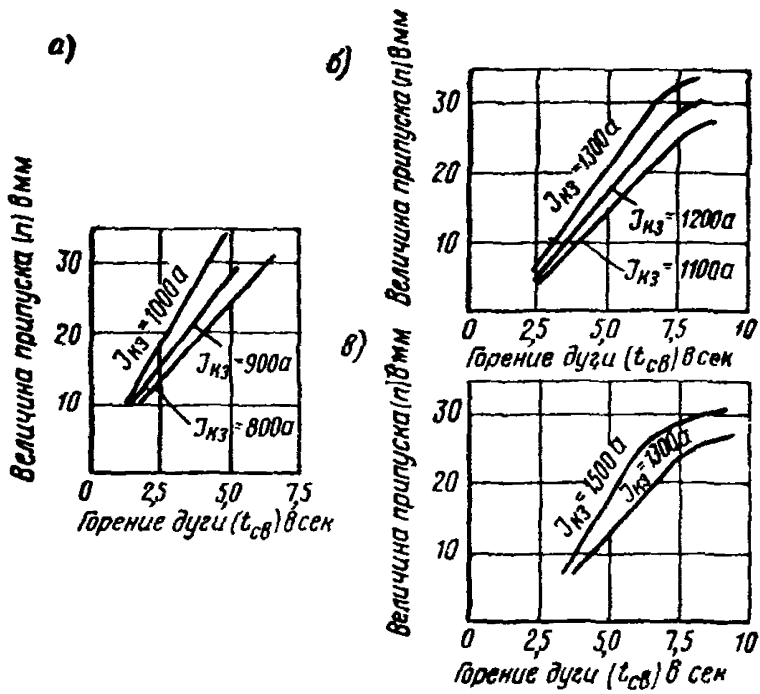 а)
Величина припуска (n) в мм
30
20
10
Jкз=1000а
Jкз=900а
Jкз=800а
0 2,5 5,0 7,5
Горение дуги (tсв) в сек
б)
Величина припуска (n) в мм
30
20
10
Jкз=1300а
Jкз=1200а
Jкз=1100а
0 2,5 5,0 7,5 10
Горение дуги (tсв) в сек
в)
Величина припуска (n) в мм
30
20
10
Jкз=1500а
Jкз=1300а
0 2,5 5,0 7,5 10
Горение дуги (tсв) в сек